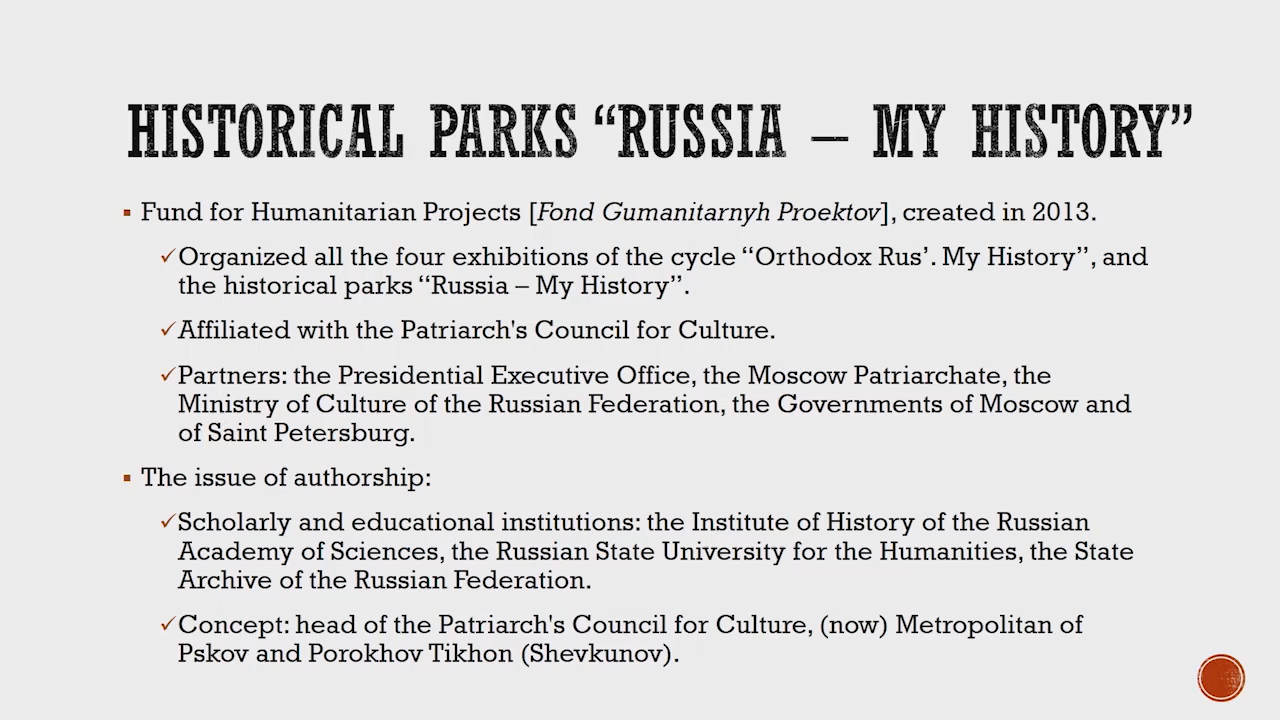 HISTORICAL PARKS “RUSSIA – MY HISTORY”
▪ Fund for Humanitarian Projects [Fond Gumanitarnyh Proektov], created in 2013.
✓Organized all the four exhibitions of the cycle “Orthodox Rus’. My History”, and
the historical parks “Russia – My History”.
✓Affiliated with the Patriarch's Council for Culture.
✓Partners: the Presidential Executive Office, the Moscow Patriarchate, the
Ministry of Culture of the Russian Federation, the Governments of Moscow and
of Saint Petersburg.
▪ The issue of authorship:
✓Scholarly and educational institutions: the Institute of History of the Russian
Academy of Sciences, the Russian State University for the Humanities, the State
Archive of the Russian Federation.
✓Concept: head of the Patriarch's Council for Culture, (now) Metropolitan of
Pskov and Porokhov Tikhon (Shevkunov).